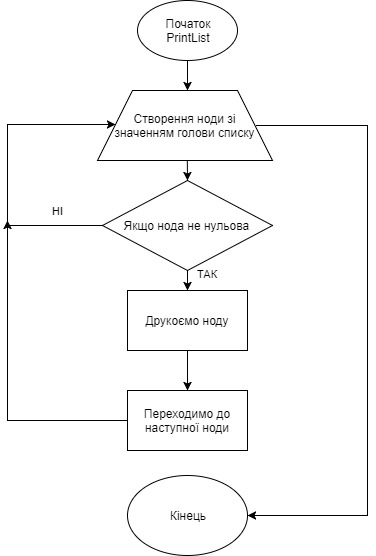 Початок
PrintList
Створення ноди зі
значенням голови списку
Якщо нода не нульова
НІ
ТАК
Друкоємо ноду
Переходимо до
наступної ноди
Кінець